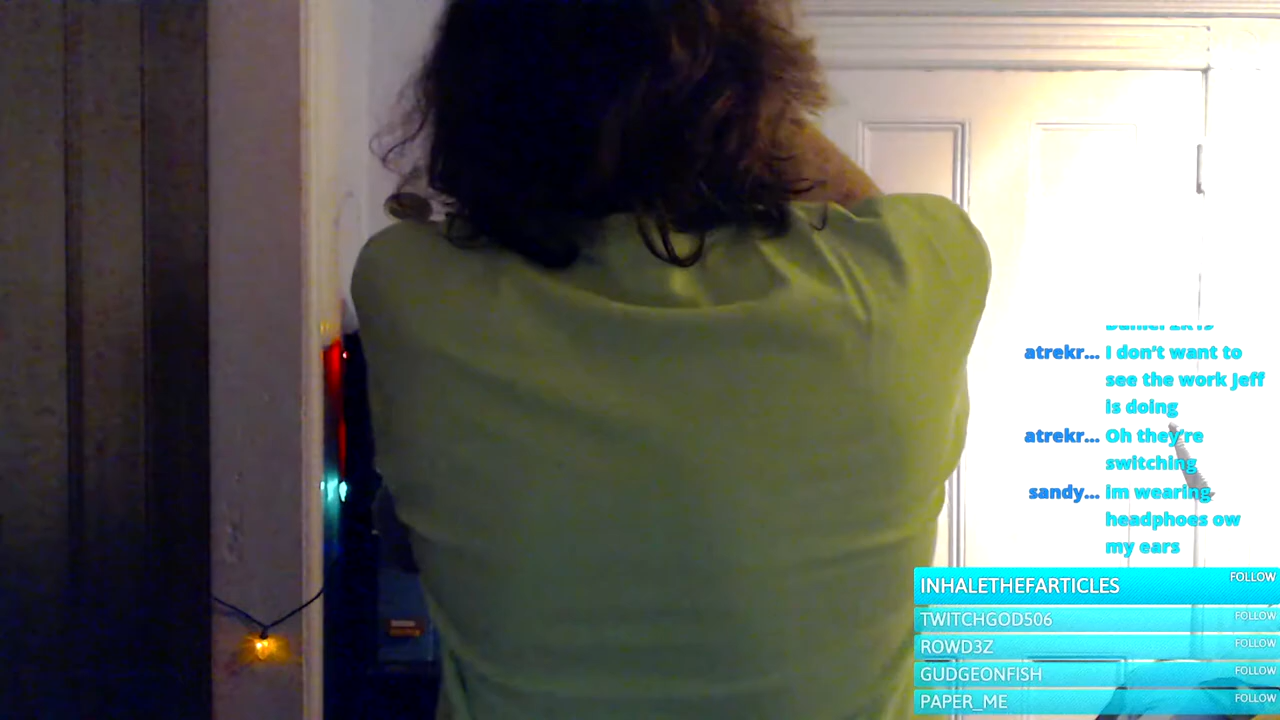 atrekr... I don't want to
see the work Jeff
is doing
atrekr... Oh they're
switching
sandy... im wearing
headphoes ow
my ears
INHALETHEFARTICLES FOLLOW
TWITCHGOD506 FOLLOW
ROWD3Z FOLLOW
GUDGEONFISH FOLLOW
PAPER_ME FOLLOW